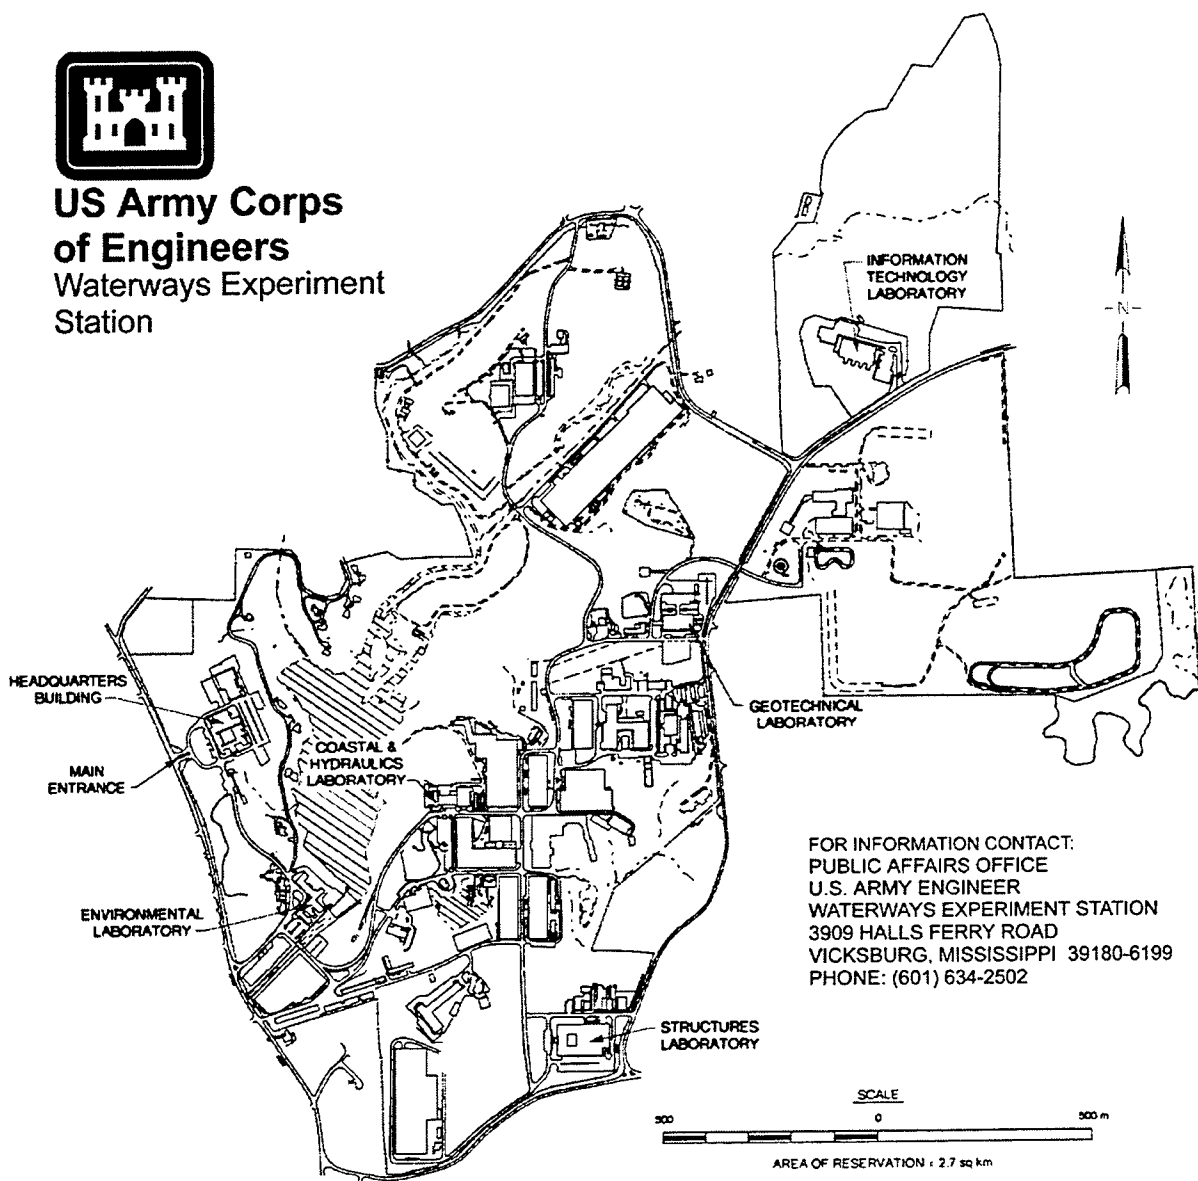 US Army Corps
of Engineers
Waterways Experiment
Station
INFORMATION
TECHNOLOGY
LABORATORY
N
HEADQUARTERS
BUILDING
MAIN
ENTRANCE
COASTAL &
HYDRAULICS
LABORATORY
GEOTECHNICAL
LABORATORY
ENVIRONMENTAL
LABORATORY
STRUCTURES
LABORATORY
FOR INFORMATION CONTACT:
PUBLIC AFFAIRS OFFICE
U.S. ARMY ENGINEER
WATERWAYS EXPERIMENT STATION
3909 HALLS FERRY ROAD
VICKSBURG, MISSISSIPPI 39180-6199
PHONE: (601) 634-2502
SCALE
500 0 500 m
AREA OF RESERVATION : 2.7 sq km